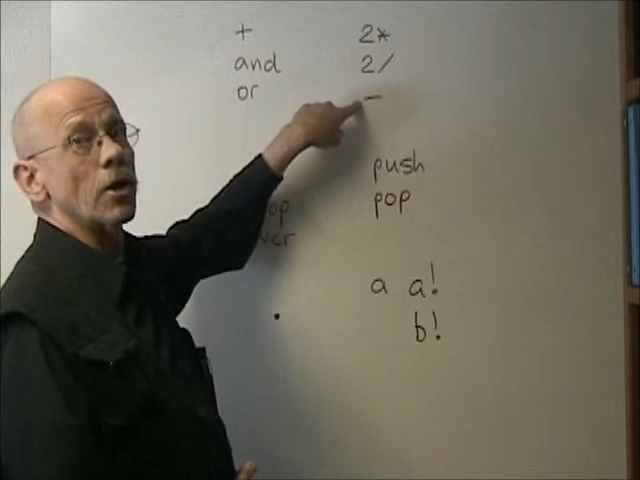 + 2*
and 2/
or -
push
pop
a a!
.
b!